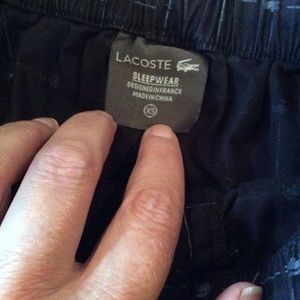 LACOSTE
SLEEPWEAR
DESIGNED IN FRANCE
MADE IN CHINA
XS